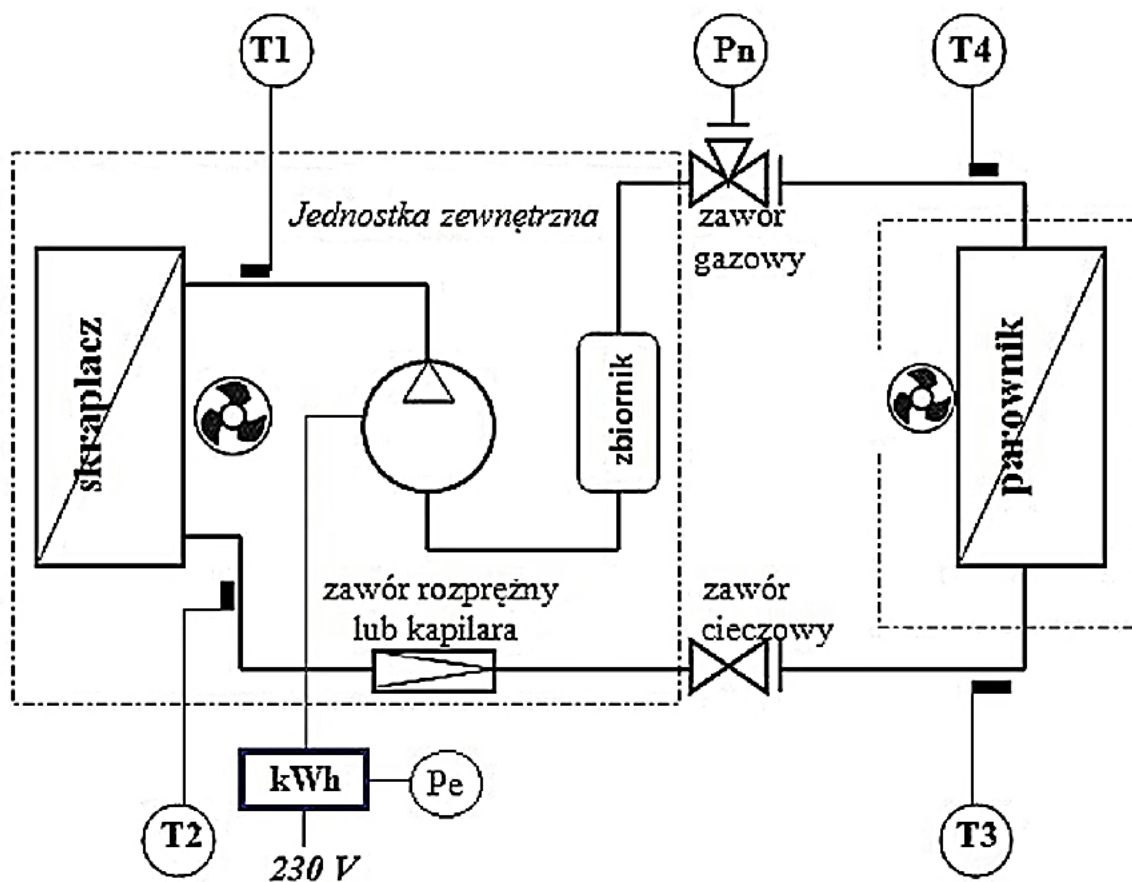 T1
Pn
T4
Jednostka zewnętrzna
zawór
gazowy
skraplacz
zbiornik
parownik
zawór rozprężny
lub kapilara
zawór
cieczowy
kWh
Pe
T2
230 V
T3